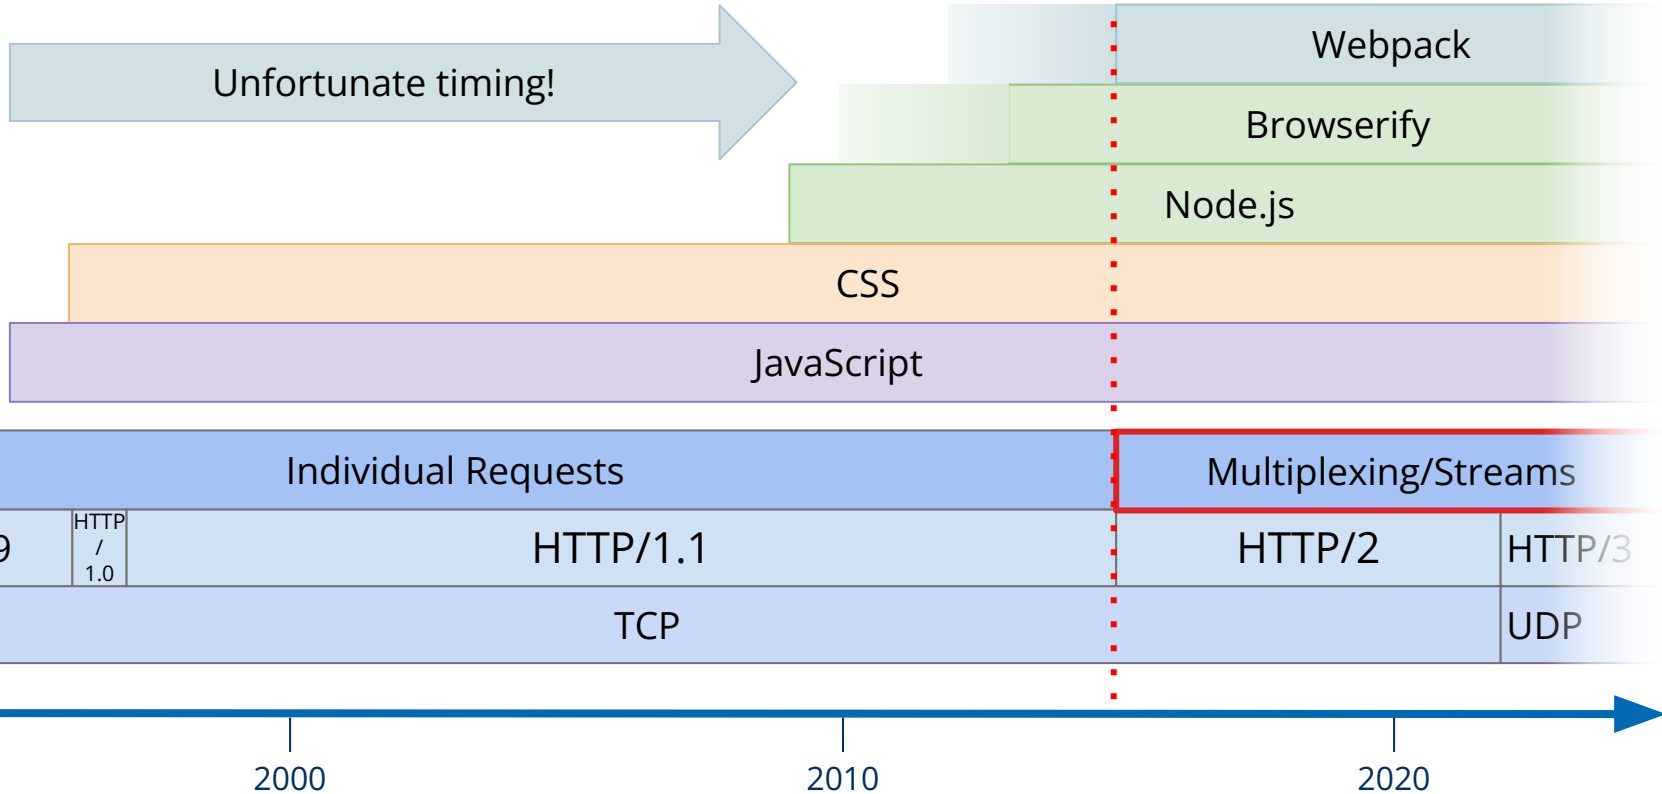 Webpack
Unfortunate timing!
Browserify
Node.js
CSS
JavaScript
Individual Requests
Multiplexing/Streams
9
HTTP
/
1.0
HTTP/1.1
HTTP/2
HTTP/3
TCP
UDP
2000
2010
2020